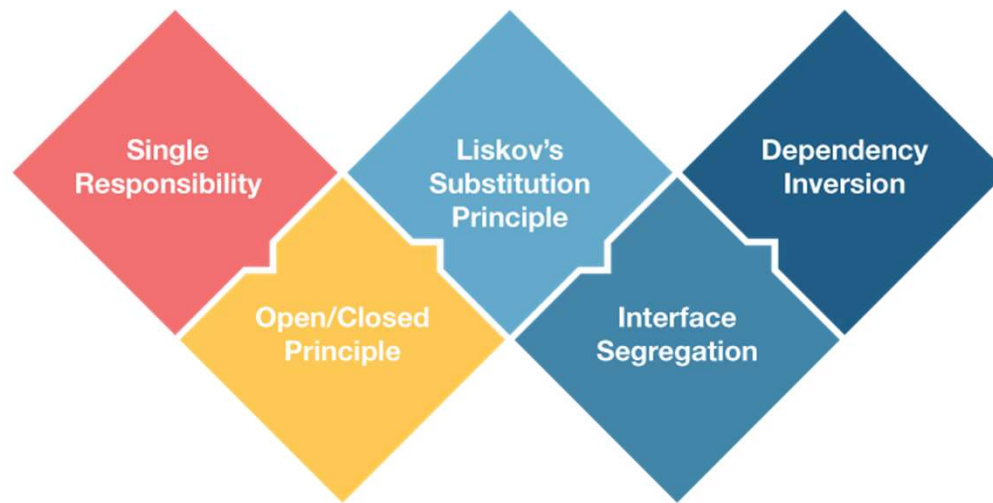 Single
Responsibility
Open/Closed
Principle
Liskov’s
Substitution
Principle
Interface
Segregation
Dependency
Inversion